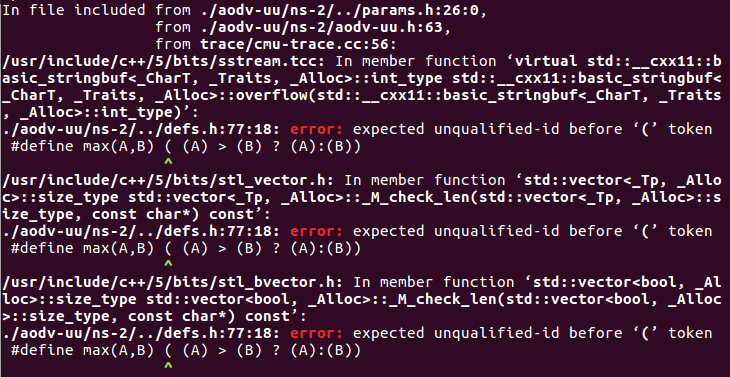 In file included from ./aodv-uu/ns-2/../params.h:26:0,
                 from ./aodv-uu/ns-2/aodv-uu.h:63,
                 from trace/cmu-trace.cc:56:
/usr/include/c++/5/bits/sstream.tcc: In member function ‘virtual std::__cxx11::b
asic_stringbuf<_CharT, _Traits, _Alloc>::int_type std::__cxx11::basic_stringbuf<
_CharT, _Traits, _Alloc>::overflow(std::__cxx11::basic_stringbuf<_CharT, _Traits
, _Alloc>::int_type)’:
./aodv-uu/ns-2/../defs.h:77:18: error: expected unqualified-id before ‘(’ token
 #define max(A,B) ( (A) > (B) ? (A):(B))
                  ^
/usr/include/c++/5/bits/stl_vector.h: In member function ‘std::vector<_Tp, _Allo
c>::size_type std::vector<_Tp, _Alloc>::_M_check_len(std::vector<_Tp, _Alloc>::s
ize_type, const char*) const’:
./aodv-uu/ns-2/../defs.h:77:18: error: expected unqualified-id before ‘(’ token
 #define max(A,B) ( (A) > (B) ? (A):(B))
                  ^
/usr/include/c++/5/bits/stl_bvector.h: In member function ‘std::vector<bool, _Al
loc>::size_type std::vector<bool, _Alloc>::_M_check_len(std::vector<bool, _Alloc
>::size_type, const char*) const’:
./aodv-uu/ns-2/../defs.h:77:18: error: expected unqualified-id before ‘(’ token
 #define max(A,B) ( (A) > (B) ? (A):(B))
                  ^